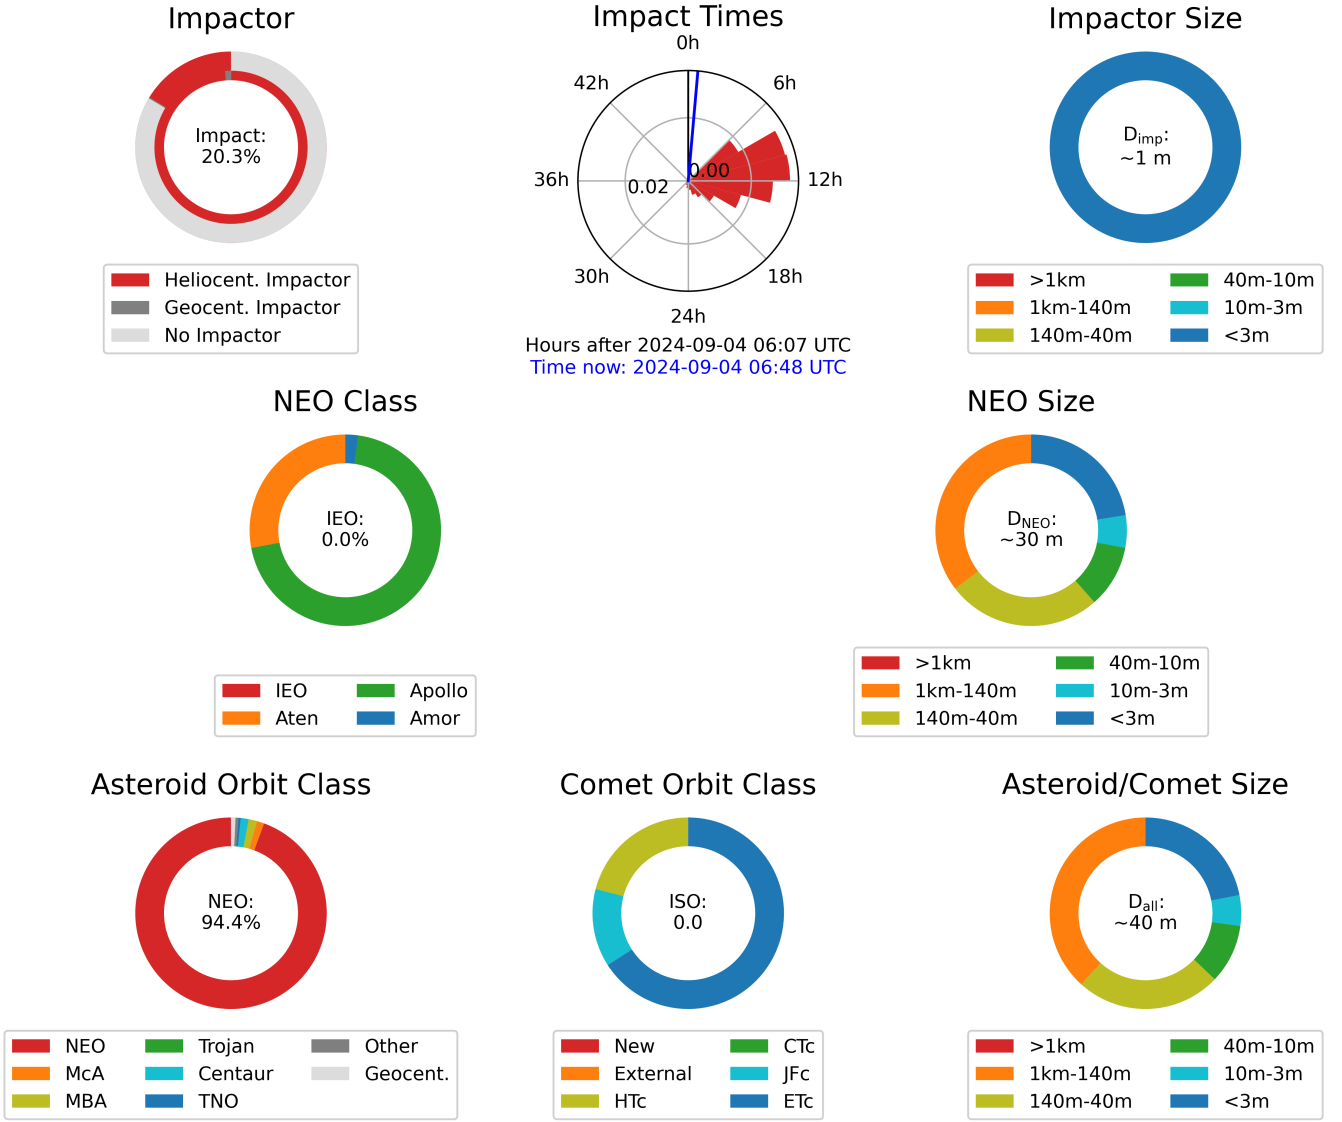 Impactor
Impact:
20.3%
Heliocent. Impactor
Geocent. Impactor
No Impactor
Impact Times
0h
6h
12h
18h
24h
30h
36h
42h
0.00
0.02
Hours after 2024-09-04 06:07 UTC
Time now: 2024-09-04 06:48 UTC
Impactor Size
Dimp:
~1 m
>1km
1km-140m
140m-40m
40m-10m
10m-3m
<3m
NEO Class
IEO:
0.0%
IEO
Aten
Apollo
Amor
NEO Size
DNEO:
~30 m
>1km
1km-140m
140m-40m
40m-10m
10m-3m
<3m
Asteroid Orbit Class
NEO:
94.4%
NEO
McA
MBA
Trojan
Centaur
TNO
Other
Geocent.
Comet Orbit Class
ISO:
0.0
New
External
HTc
CTc
JFc
ETc
Asteroid/Comet Size
Dall:
~40 m
>1km
1km-140m
140m-40m
40m-10m
10m-3m
<3m